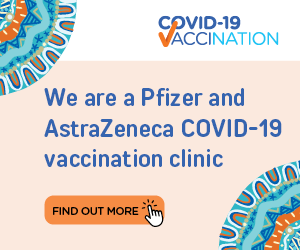 COVID-19
VACCINATION
We are a Pfizer and
AstraZeneca COVID-19
vaccination clinic
FIND OUT MORE